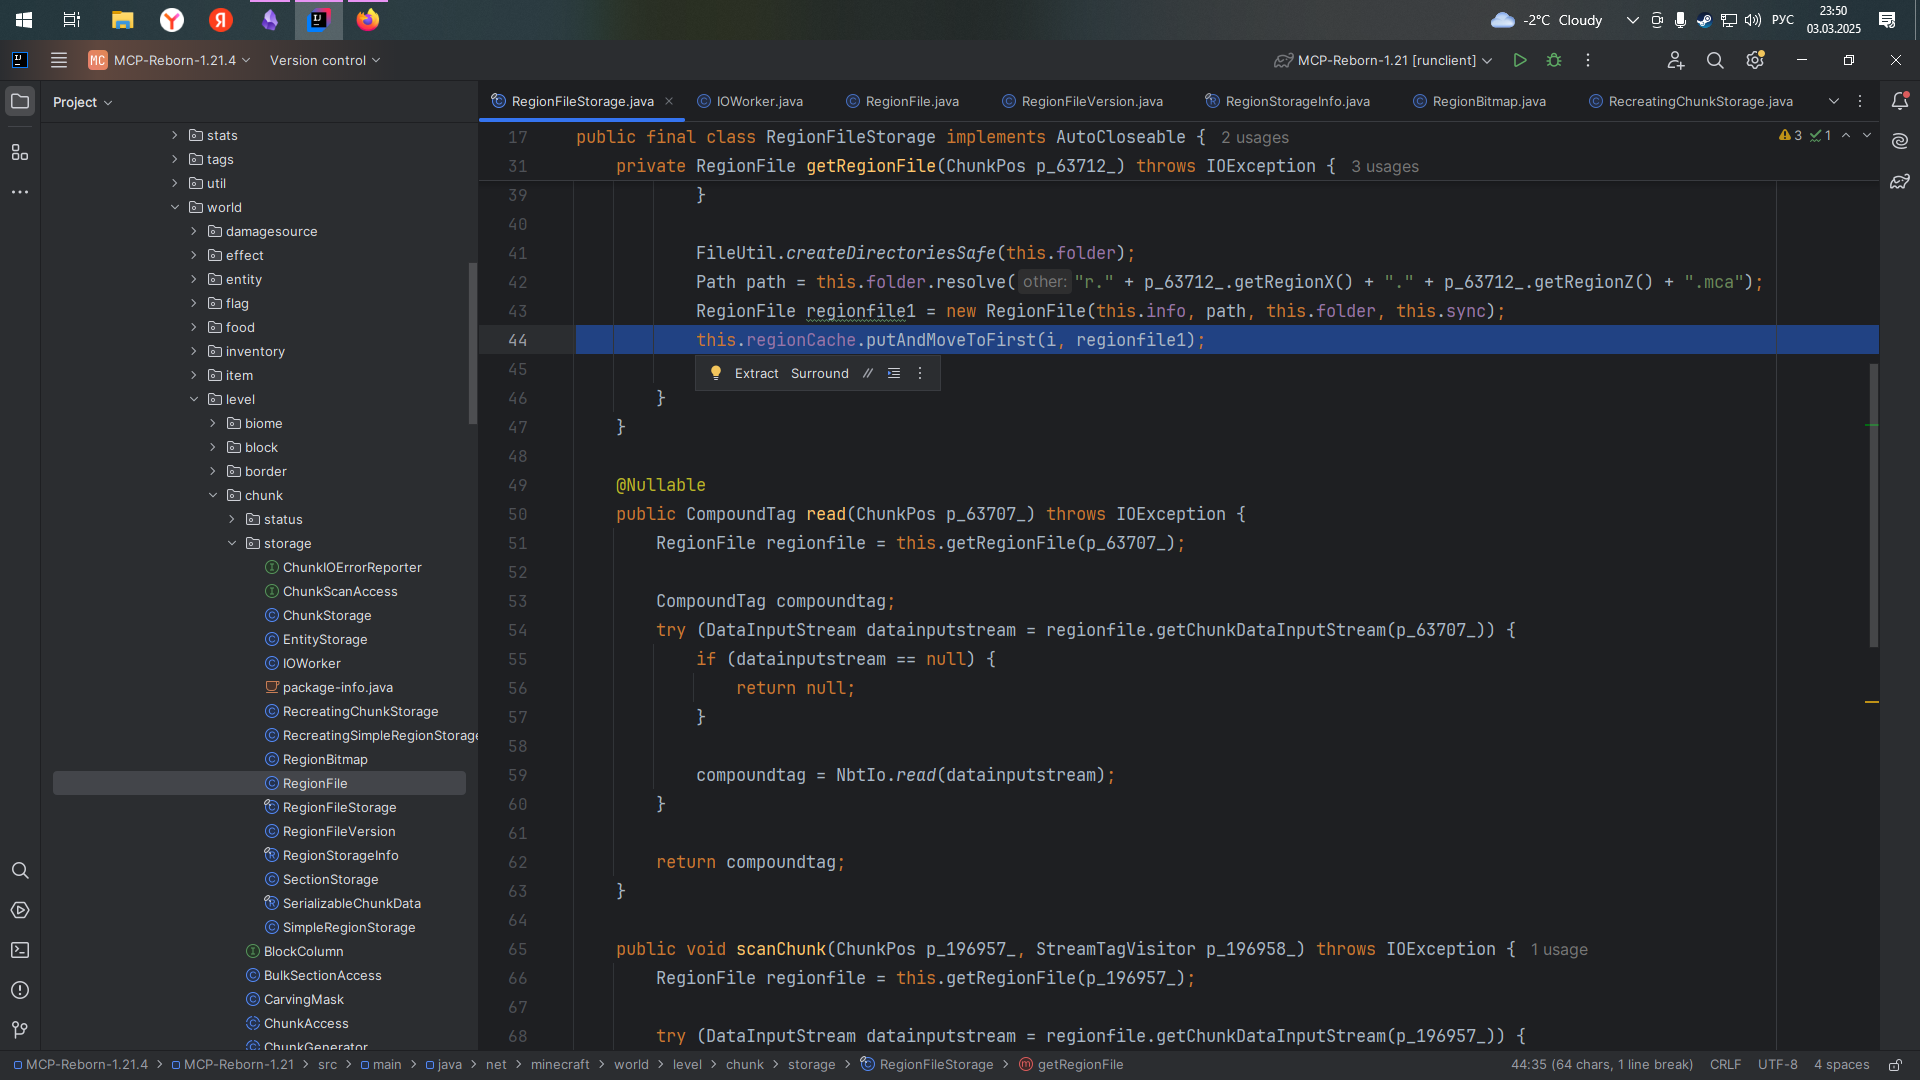 -2°C Cloudy
РУС
23:50
03.03.2025
MC MCP-Reborn-1.21.4
Version control
MCP-Reborn-1.21 [runclient]
Project
stats
tags
util
world
damagesource
effect
entity
flag
food
inventory
item
level
biome
block
border
chunk
status
storage
ChunkIOErrorReporter
ChunkScanAccess
ChunkStorage
EntityStorage
IOWorker
package-info.java
RecreatingChunkStorage
RecreatingSimpleRegionStorage
RegionBitmap
RegionFile
RegionFileStorage
RegionFileVersion
RegionStorageInfo
SectionStorage
SerializableChunkData
SimpleRegionStorage
BlockColumn
BulkSectionAccess
CarvingMask
ChunkAccess
ChunkGenerator
RegionFileStorage.java
IOWorker.java
RegionFile.java
RegionFileVersion.java
RegionStorageInfo.java
RegionBitmap.java
RecreatingChunkStorage.java
3 1
17 public final class RegionFileStorage implements AutoCloseable { 2 usages
31 private RegionFile getRegionFile(ChunkPos p_63712_) throws IOException { 3 usages
39 }
40
41 FileUtil.createDirectoriesSafe(this.folder);
42 Path path = this.folder.resolve( other: "r." + p_63712_.getRegionX() + "." + p_63712_.getRegionZ() + ".mca");
43 RegionFile regionfile1 = new RegionFile(this.info, path, this.folder, this.sync);
44 this.regionCache.putAndMoveToFirst(i, regionfile1);
45
Extract Surround //
46 }
47 }
48
49 @Nullable
50 public CompoundTag read(ChunkPos p_63707_) throws IOException {
51 RegionFile regionfile = this.getRegionFile(p_63707_);
52
53 CompoundTag compoundtag;
54 try (DataInputStream datainputstream = regionfile.getChunkDataInputStream(p_63707_)) {
55 if (datainputstream == null) {
56 return null;
57 }
58
59 compoundtag = NbtIo.read(datainputstream);
60 }
61
62 return compoundtag;
63 }
64
65 public void scanChunk(ChunkPos p_196957_, StreamTagVisitor p_196958_) throws IOException { 1 usage
66 RegionFile regionfile = this.getRegionFile(p_196957_);
67
68 try (DataInputStream datainputstream = regionfile.getChunkDataInputStream(p_196957_)) {
MCP-Reborn-1.21.4 > MCP-Reborn-1.21 > src > main > java > net > minecraft > world > level > chunk > storage > RegionFileStorage > getRegionFile
44:35 (64 chars, 1 line break) CRLF UTF-8 4 spaces